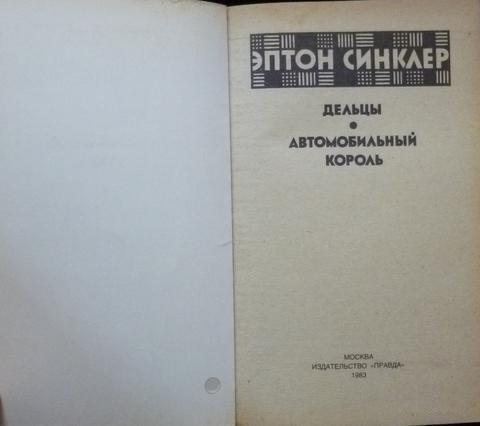 ЭПТОН СИНКЛЕР
ДЕЛЬЦЫ
•
АВТОМОБИЛЬНЫЙ
КОРОЛЬ
МОСКВА
ИЗДАТЕЛЬСТВО «ПРАВДА»
1983